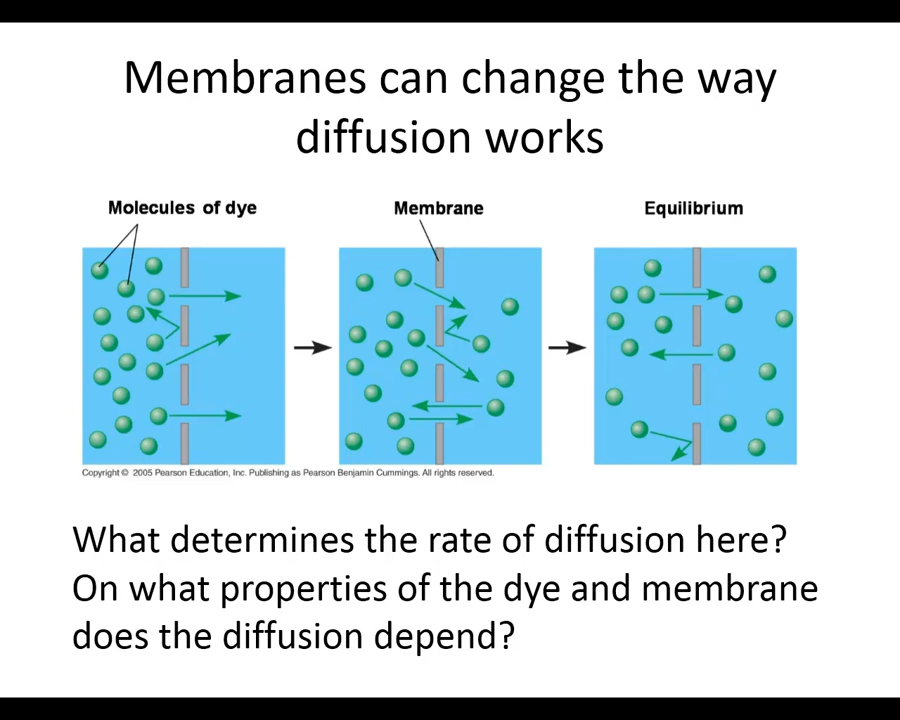 Membranes can change the way
diffusion works
Molecules of dye
Membrane
Equilibrium
Copyright © 2005 Pearson Education, Inc. Publishing as Pearson Benjamin Cummings. All rights reserved.
What determines the rate of diffusion here?
On what properties of the dye and membrane
does the diffusion depend?